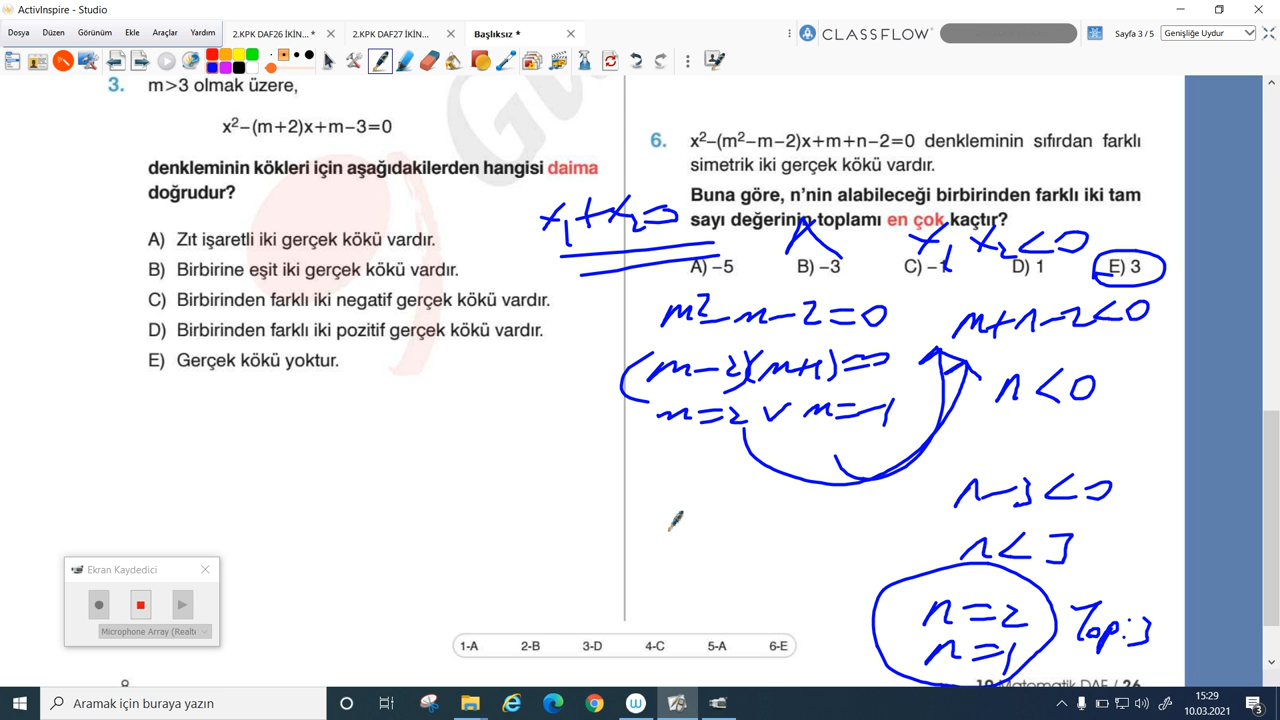 ActivInspire - Studio
Dosya Düzen Görünüm Ekle Araçlar Yardım
2.KPK DAF26 İKİN... *
2.KPK DAF27 İKİN...
Başlıksız *
CLASSFLOW
Sayfa 3 / 5
Genişliğe Uydur
3. m>3 olmak üzere,
x²–(m+2)x+m–3=0
denkleminin kökleri için aşağıdakilerden hangisi daima
doğrudur?
A) Zıt işaretli iki gerçek kökü vardır.
B) Birbirine eşit iki gerçek kökü vardır.
C) Birbirinden farklı iki negatif gerçek kökü vardır.
D) Birbirinden farklı iki pozitif gerçek kökü vardır.
E) Gerçek kökü yoktur.
6. x²–(m²–m–2)x+m+n–2=0 denkleminin sıfırdan farklı
simetrik iki gerçek kökü vardır.
Buna göre, n'nin alabileceği birbirinden farklı iki tam
sayı değerinin toplamı en çok kaçtır?
A) –5 B) –3 C) –1 D) 1 E) 3
x₁+x₂=0
x₁ x₂<0
m²–m–2=0
(m–2)(m+1)=0
m=2 v m=–1
m+n–2<0
n<0
n–3<0
n<3
n=2
n=1
Top:3
Ekran Kaydedici
Microphone Array (Realt
1-A 2-B 3-D 4-C 5-A 6-E
Aramak için buraya yazın
15:29
10.03.2021
3